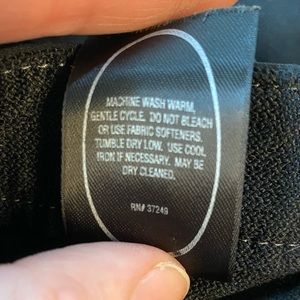 MACHINE WASH WARM,
GENTLE CYCLE. DO NOT BLEACH
OR USE FABRIC SOFTENERS.
TUMBLE DRY LOW. USE COOL
IRON IF NECESSARY. MAY BE
DRY CLEANED.
RN# 37249